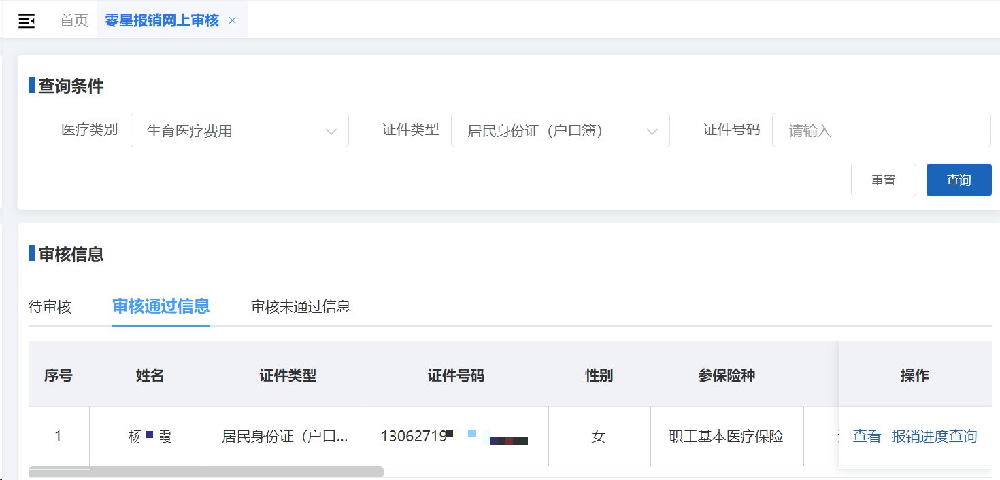 首页 零星报销网上审核 ×
查询条件
医疗类别 生育医疗费用 证件类型 居民身份证（户口簿） 证件号码 请输入
重置 查询
审核信息
待审核 审核通过信息 审核未通过信息
序号 姓名 证件类型 证件号码 性别 参保险种 操作
1 杨 霞 居民身份证（户口... 13062719 女 职工基本医疗保险 查看 报销进度查询